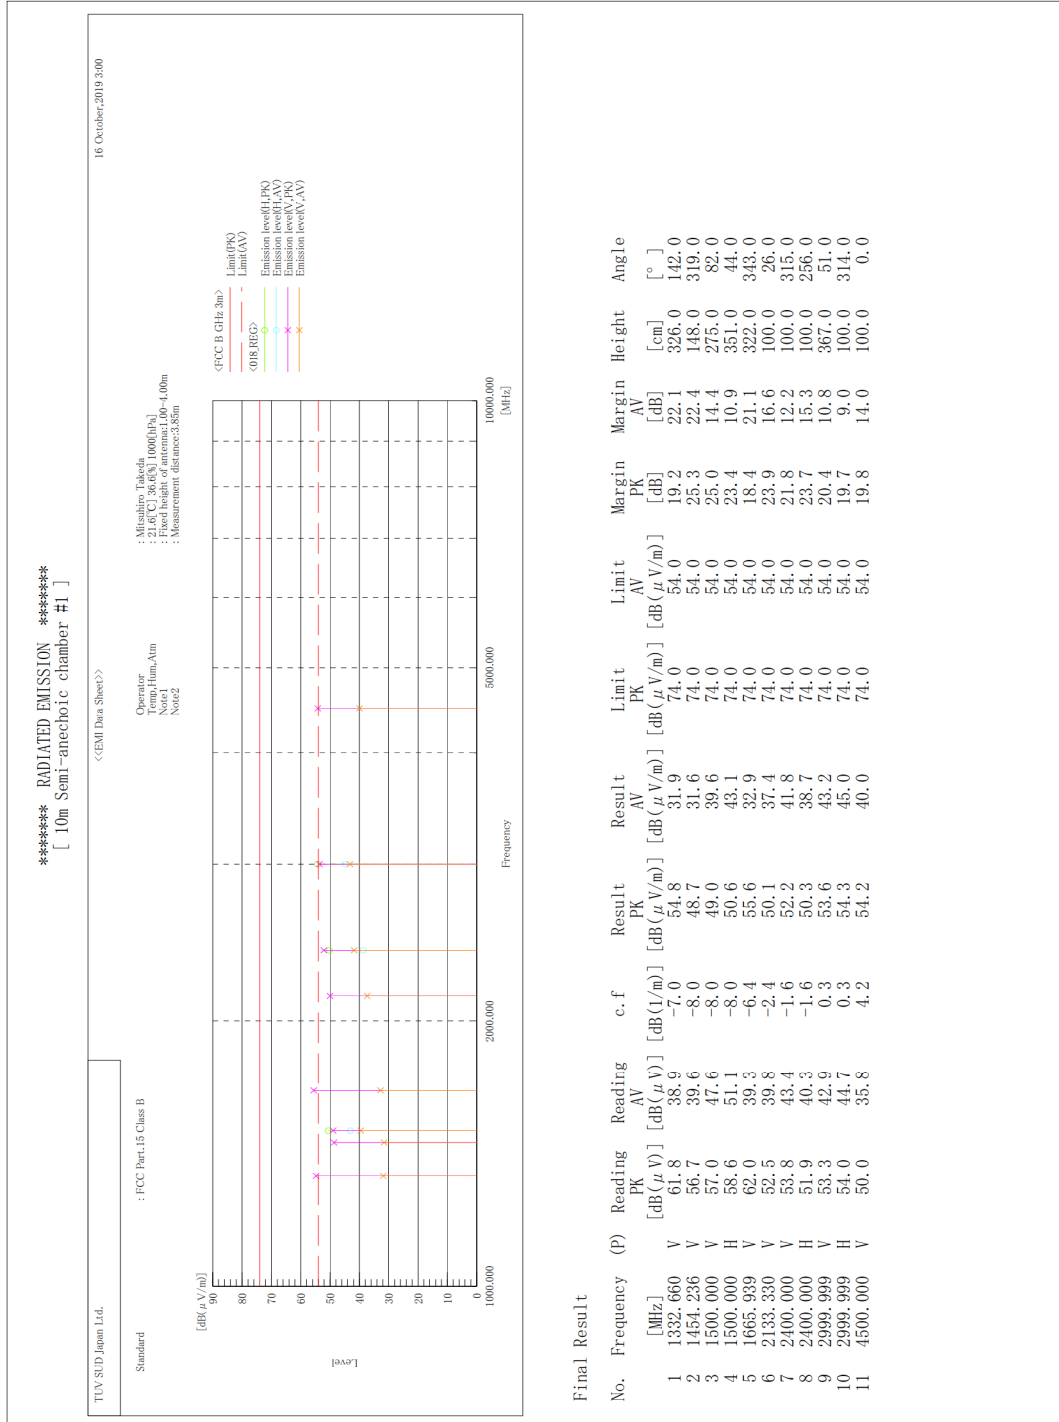 ******* RADIATED EMISSION *******
[ 10m Semi-anechoic chamber #1 ]
TUV SUD Japan Ltd.
<<EMI Data Sheet>>
16 October,2019 3:00
Standard : FCC Part.15 Class B
Operator : Mitsuhiro Takeda
Temp,Hum,Atm : 21.6[℃] 36.6[%] 1000[hPa]
Note1 : Fixed height of antenna:1.00-4.00m
Note2 : Measurement distance:3.85m
<FCC B GHz 3m>
Limit(PK)
Limit(AV)
<018_REG>
Emission level(H,PK)
Emission level(H,AV)
Emission level(V,PK)
Emission level(V,AV)
[dB(μV/m)]
90
80
70
60
50
40
30
20
10
0
Level
1000.000 2000.000 5000.000 10000.000
Frequency [MHz]
Final Result
No. Frequency (P) Reading Reading c.f Result Result Limit Limit Margin Margin Height Angle
PK AV PK AV PK AV PK AV
[MHz] [dB(μV)] [dB(μV)] [dB(1/m)] [dB(μV/m)] [dB(μV/m)] [dB(μV/m)] [dB(μV/m)] [dB] [dB] [cm] [°]
1 1332.660 V 61.8 38.9 -7.0 54.8 31.9 74.0 54.0 19.2 22.1 326.0 142.0
2 1454.236 V 56.7 39.6 -8.0 48.7 31.6 74.0 54.0 25.3 22.4 148.0 319.0
3 1500.000 V 57.0 47.6 -8.0 49.0 39.6 74.0 54.0 25.0 14.4 275.0 82.0
4 1500.000 H 58.6 51.1 -8.0 50.6 43.1 74.0 54.0 23.4 10.9 351.0 44.0
5 1665.939 V 62.0 39.3 -6.4 55.6 32.9 74.0 54.0 18.4 21.1 322.0 343.0
6 2133.330 V 52.5 39.8 -2.4 50.1 37.4 74.0 54.0 23.9 16.6 100.0 26.0
7 2400.000 V 53.8 43.4 -1.6 52.2 41.8 74.0 54.0 21.8 12.2 100.0 315.0
8 2400.000 H 51.9 40.3 -1.6 50.3 38.7 74.0 54.0 23.7 15.3 100.0 256.0
9 2999.999 V 53.3 42.9 0.3 53.6 43.2 74.0 54.0 20.4 10.8 367.0 51.0
10 2999.999 H 54.0 44.7 0.3 54.3 45.0 74.0 54.0 19.7 9.0 100.0 314.0
11 4500.000 V 50.0 35.8 4.2 54.2 40.0 74.0 54.0 19.8 14.0 100.0 0.0